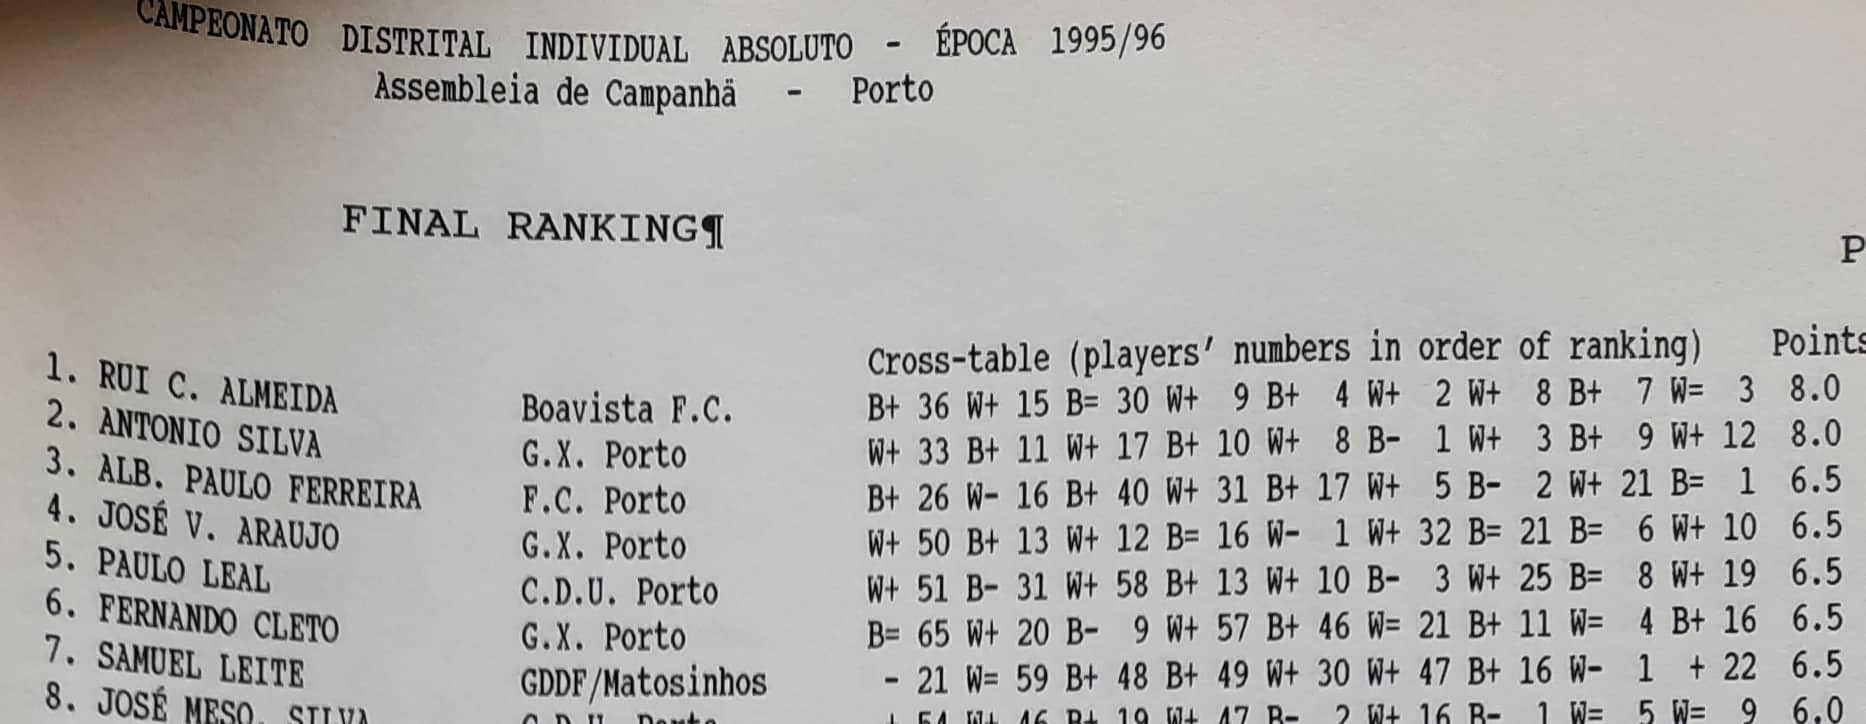 CAMPEONATO DISTRITAL INDIVIDUAL ABSOLUTO - ÉPOCA 1995/96
Assembleia de Campanhã - Porto
FINAL RANKING¶
P
Cross-table (players' numbers in order of ranking) Points
1. RUI C. ALMEIDA Boavista F.C. B+ 36 W+ 15 B= 30 W+ 9 B+ 4 W+ 2 W+ 8 B+ 7 W= 3 8.0
2. ANTONIO SILVA G.X. Porto W+ 33 B+ 11 W+ 17 B+ 10 W+ 8 B- 1 W+ 3 B+ 9 W+ 12 8.0
3. ALB. PAULO FERREIRA F.C. Porto B+ 26 W- 16 B+ 40 W+ 31 B+ 17 W+ 5 B- 2 W+ 21 B= 1 6.5
4. JOSÉ V. ARAUJO G.X. Porto W+ 50 B+ 13 W+ 12 B= 16 W- 1 W+ 32 B= 21 B= 6 W+ 10 6.5
5. PAULO LEAL C.D.U. Porto W+ 51 B- 31 W+ 58 B+ 13 W+ 10 B- 3 W+ 25 B= 8 W+ 19 6.5
6. FERNANDO CLETO G.X. Porto B= 65 W+ 20 B- 9 W+ 57 B+ 46 W= 21 B+ 11 W= 4 B+ 16 6.5
7. SAMUEL LEITE GDDF/Matosinhos - 21 W= 59 B+ 48 B+ 49 W+ 30 W+ 47 B+ 16 W- 1 + 22 6.5
8. JOSÉ MESQ. SILVA C.D.U. Porto + 54 W+ 46 B+ 19 W+ 47 B- 2 W+ 16 B- 1 W= 5 W= 9 6.0